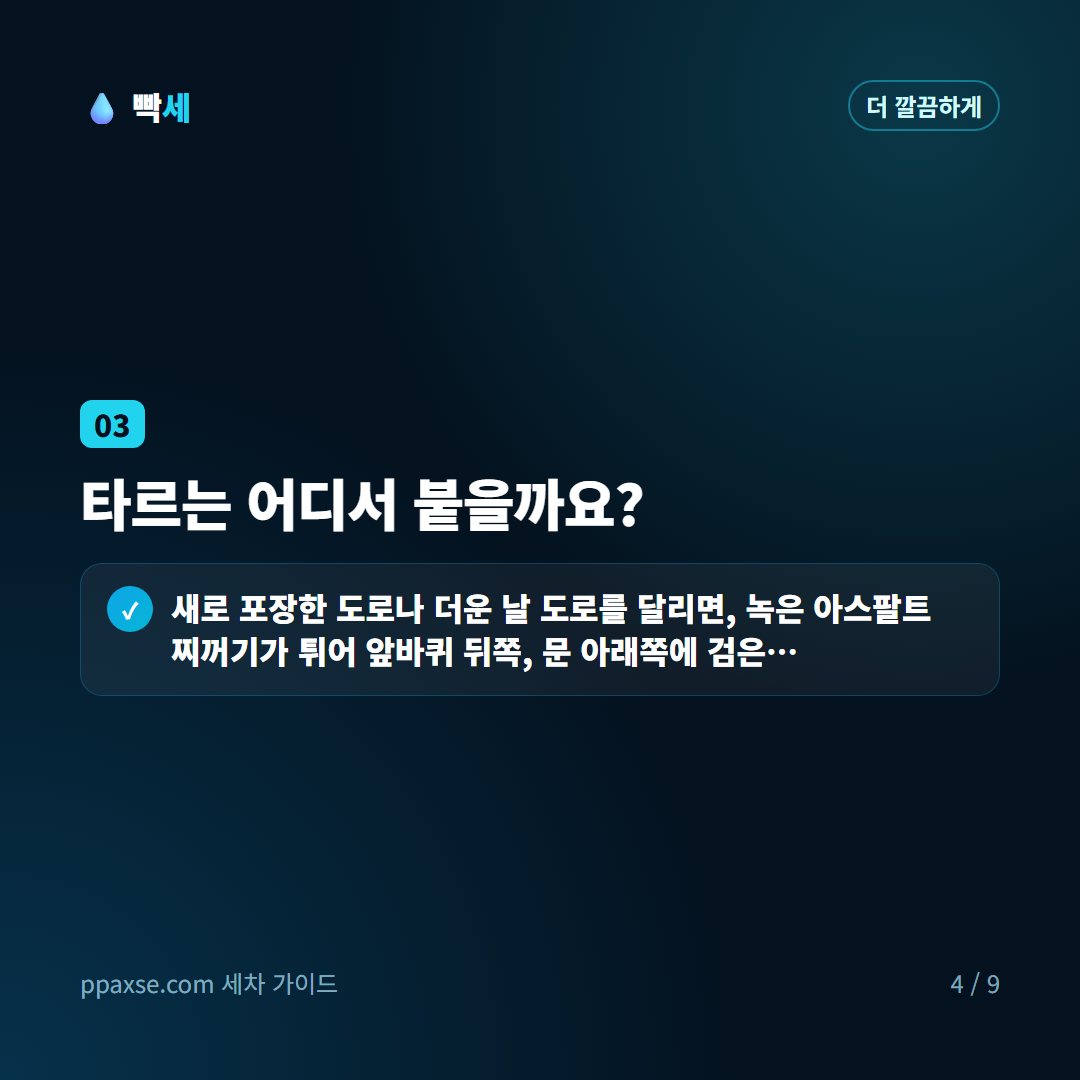 빡세
더 깔끔하게
03
타르는 어디서 붙을까요?
✓ 새로 포장한 도로나 더운 날 도로를 달리면, 녹은 아스팔트
찌꺼기가 튀어 앞바퀴 뒤쪽, 문 아래쪽에 검은…
ppaxse.com 세차 가이드
4 / 9